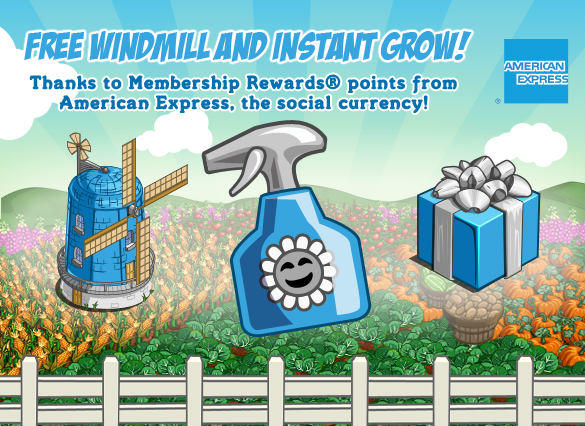 FREE WINDMILL AND INSTANT GROW!
Thanks to Membership Rewards® points from
American Express, the social currency!
AMERICAN
EXPRESS
®